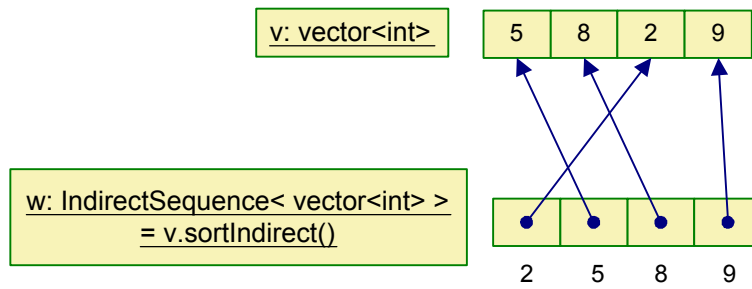 v: vector<int>
5 8 2 9
w: IndirectSequence< vector<int> >
= v.sortIndirect()
2 5 8 9